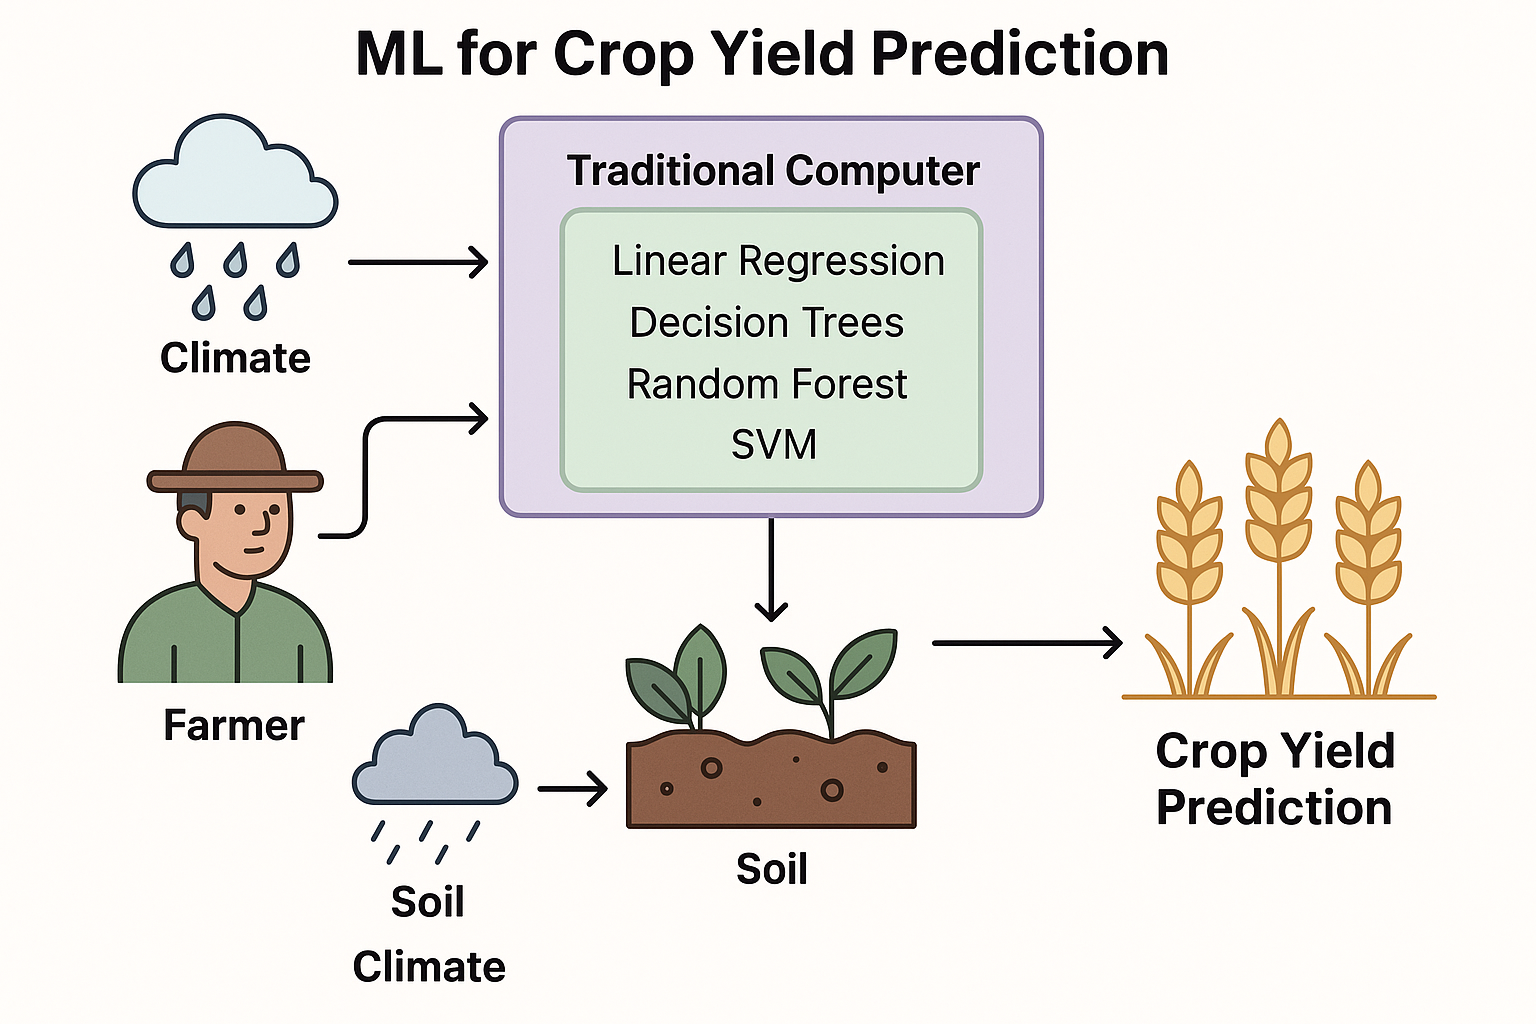 ML for Crop Yield Prediction
Traditional Computer
Linear Regression
Decision Trees
Random Forest
SVM
Climate
Farmer
Soil
Climate
Soil
Crop Yield
Prediction